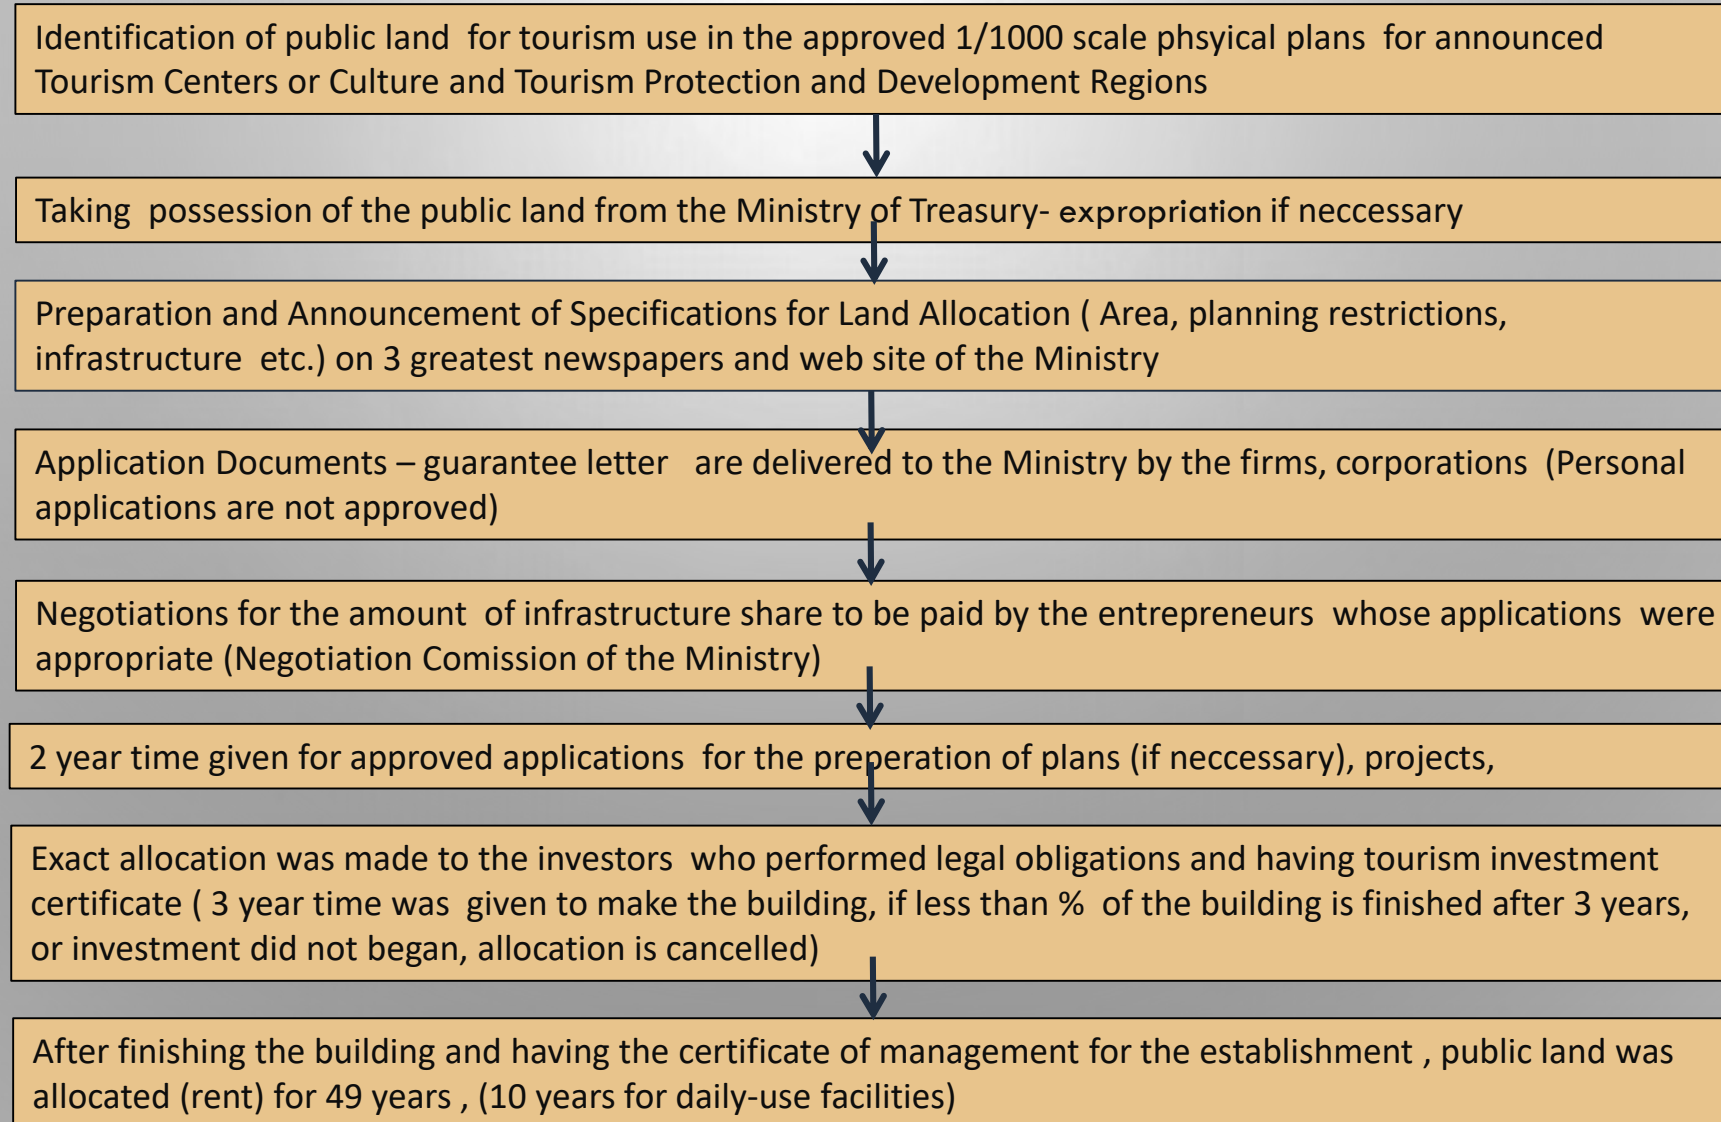 Identification of public land for tourism use in the approved 1/1000 scale phsyical plans for announced
Tourism Centers or Culture and Tourism Protection and Development Regions
Taking possession of the public land from the Ministry of Treasury- expropriation if neccessary
Preparation and Announcement of Specifications for Land Allocation ( Area, planning restrictions,
infrastructure etc.) on 3 greatest newspapers and web site of the Ministry
Application Documents – guarantee letter are delivered to the Ministry by the firms, corporations (Personal
applications are not approved)
Negotiations for the amount of infrastructure share to be paid by the entrepreneurs whose applications were
appropriate (Negotiation Comission of the Ministry)
2 year time given for approved applications for the preperation of plans (if neccessary), projects,
Exact allocation was made to the investors who performed legal obligations and having tourism investment
certificate ( 3 year time was given to make the building, if less than % of the building is finished after 3 years,
or investment did not began, allocation is cancelled)
After finishing the building and having the certificate of management for the establishment , public land was
allocated (rent) for 49 years , (10 years for daily-use facilities)